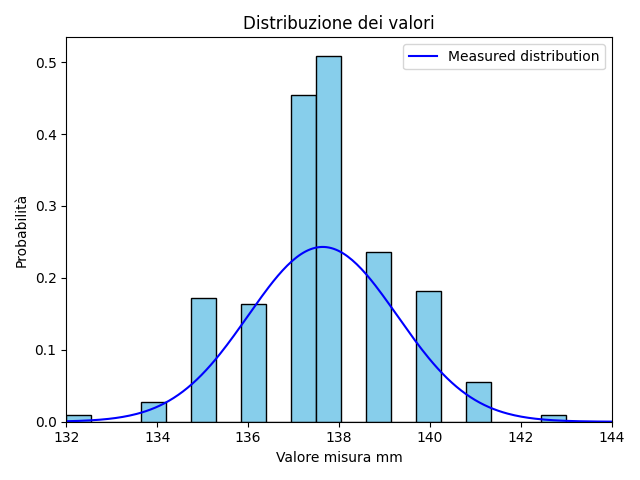 Distribuzione dei valori
Measured distribution
Probabilità
0.5
0.4
0.3
0.2
0.1
0.0
132 134 136 138 140 142 144
Valore misura mm